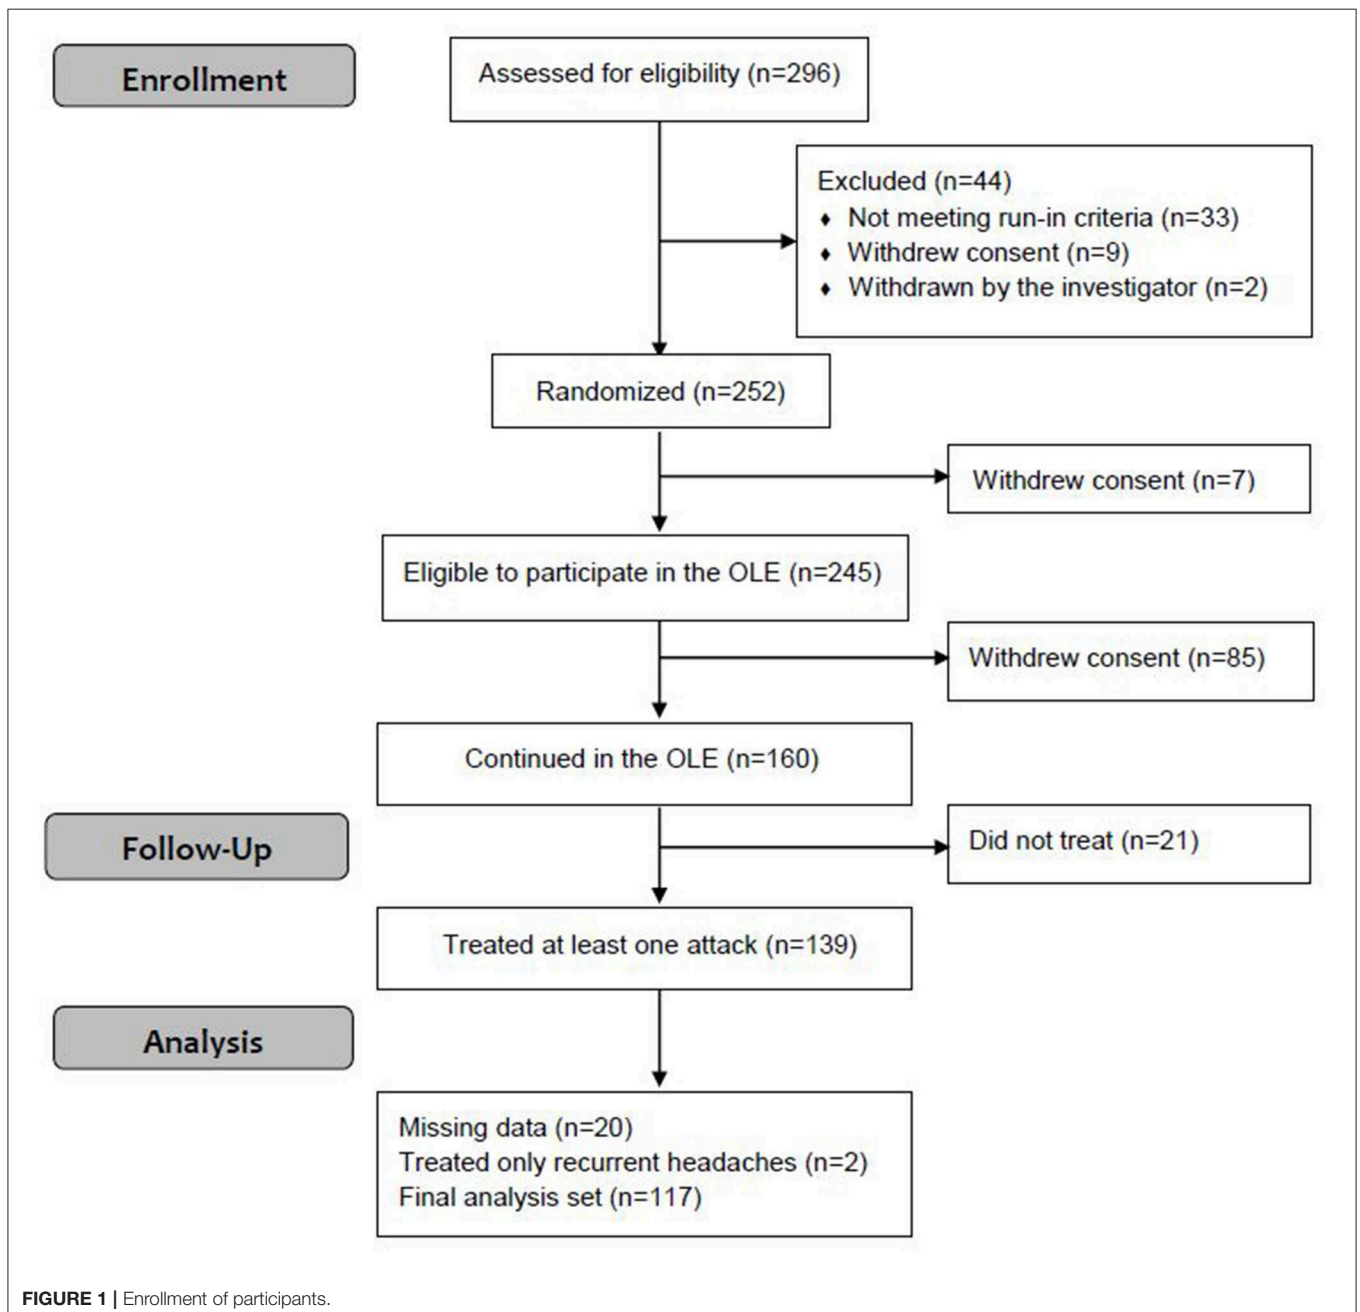 Enrollment
Assessed for eligibility (n=296)
Excluded (n=44)
♦ Not meeting run-in criteria (n=33)
♦ Withdrew consent (n=9)
♦ Withdrawn by the investigator (n=2)
Randomized (n=252)
Withdrew consent (n=7)
Eligible to participate in the OLE (n=245)
Withdrew consent (n=85)
Continued in the OLE (n=160)
Follow-Up
Did not treat (n=21)
Treated at least one attack (n=139)
Analysis
Missing data (n=20)
Treated only recurrent headaches (n=2)
Final analysis set (n=117)
FIGURE 1 | Enrollment of participants.